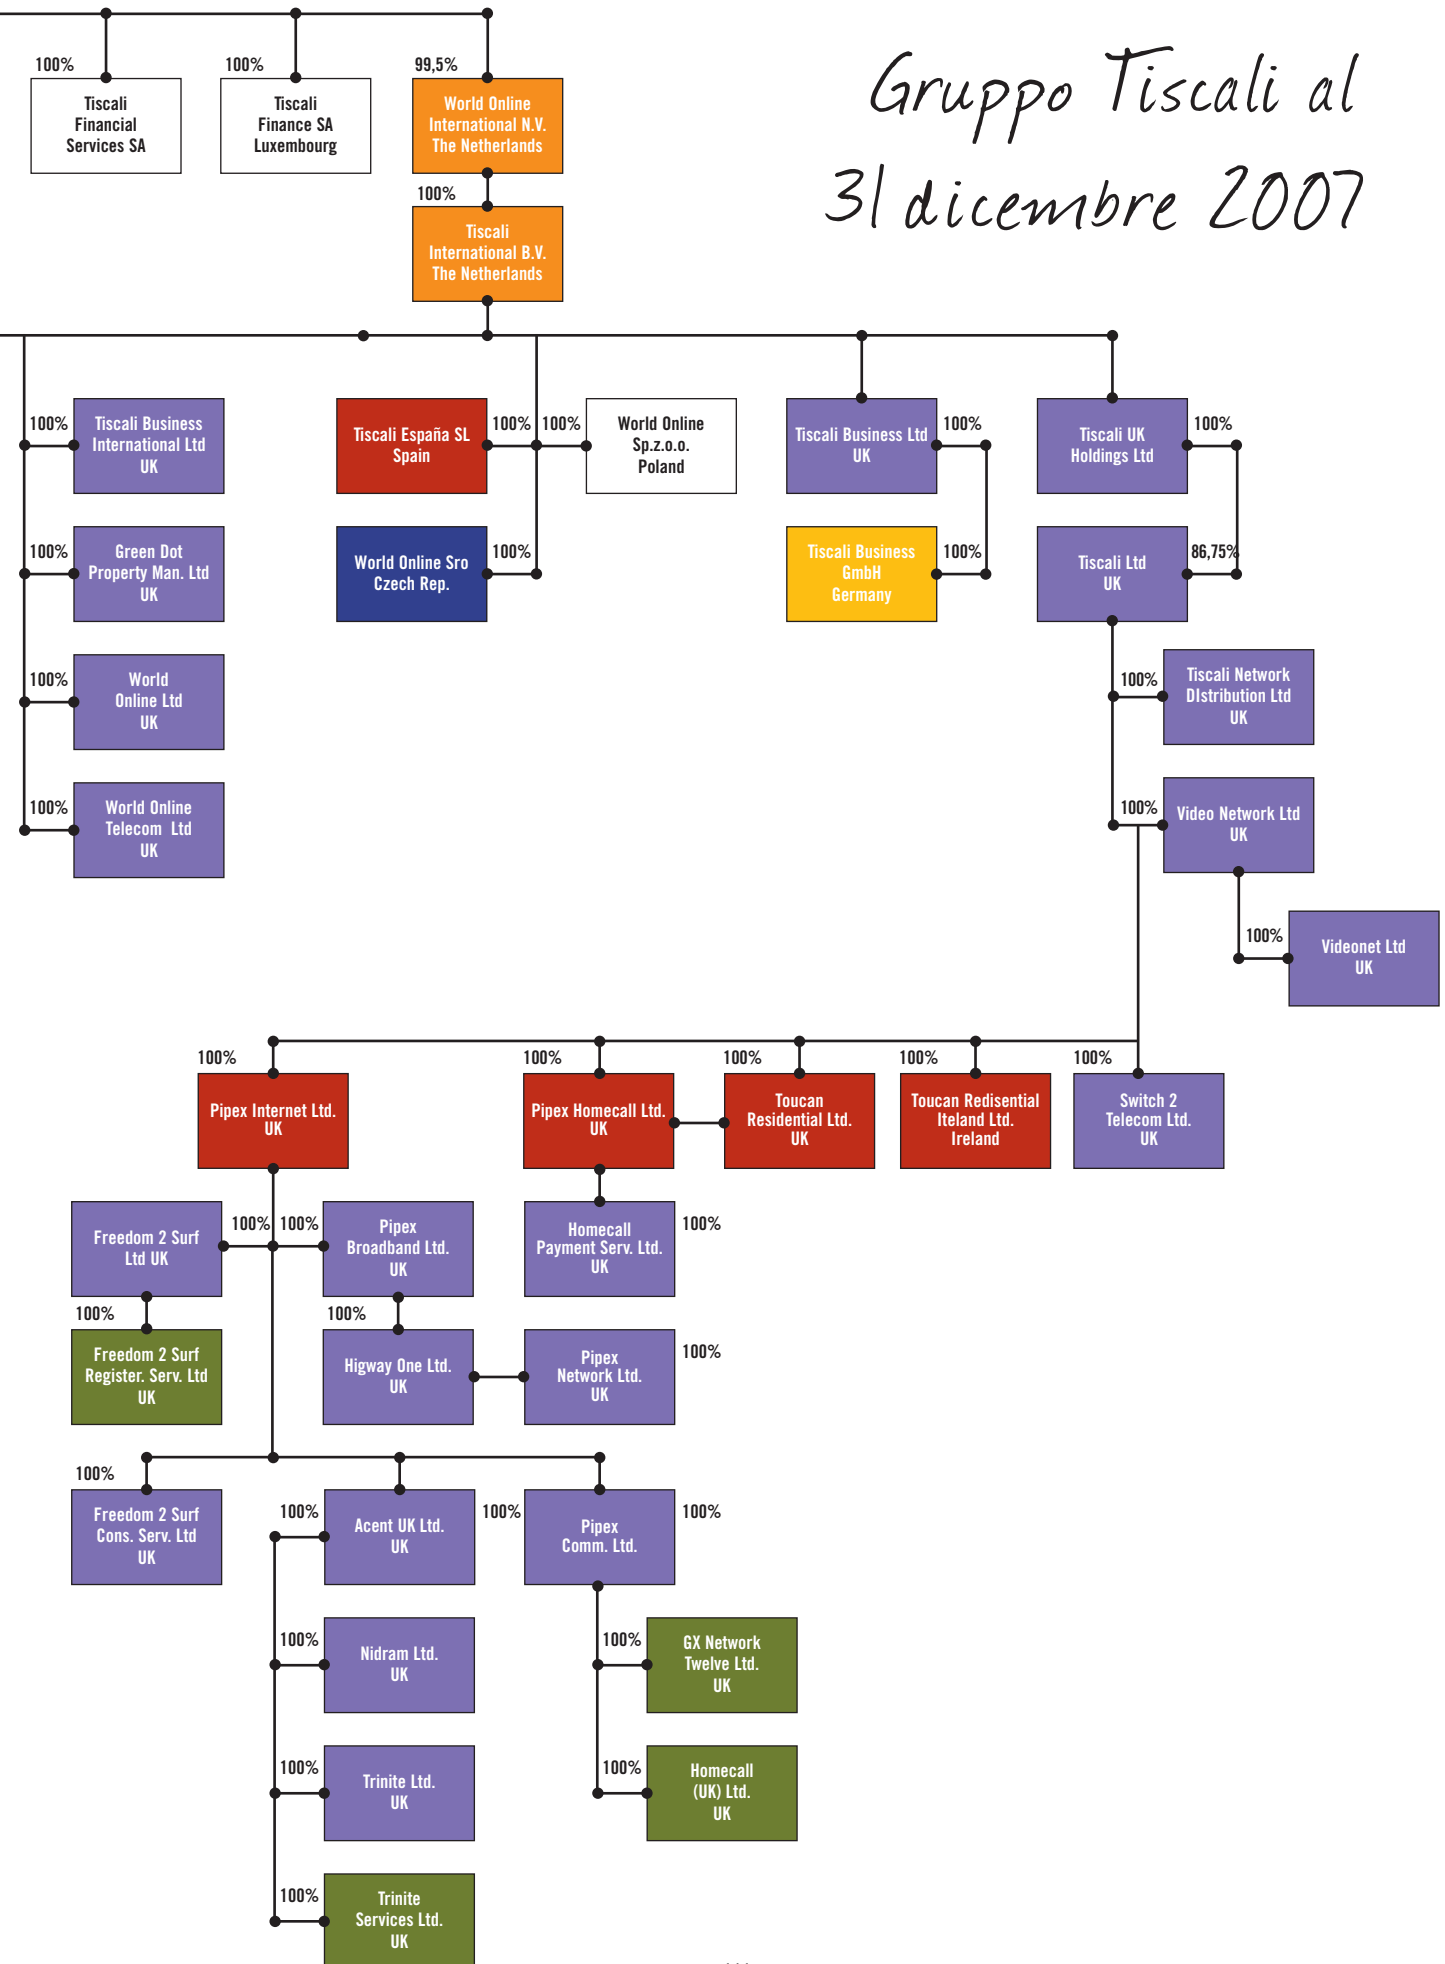 Gruppo Tiscali al
31 dicembre 2007
100%
Tiscali
Financial
Services SA
100%
Tiscali
Finance SA
Luxembourg
99,5%
World Online
International N.V.
The Netherlands
100%
Tiscali
International B.V.
The Netherlands
100%
Tiscali Business
International Ltd
UK
100%
Green Dot
Property Man. Ltd
UK
100%
World
Online Ltd
UK
100%
World Online
Telecom Ltd
UK
Tiscali España SL
Spain
100%
100%
World Online
Sp.z.o.o.
Poland
World Online Sro
Czech Rep.
100%
Tiscali Business Ltd
UK
100%
Tiscali Business
GmbH
Germany
100%
Tiscali UK
Holdings Ltd
100%
Tiscali Ltd
UK
86,75%
100%
Tiscali Network
DIstribution Ltd
UK
100%
Video Network Ltd
UK
100%
Videonet Ltd
UK
100%
Pipex Internet Ltd.
UK
100%
Pipex Homecall Ltd.
UK
100%
Toucan
Residential Ltd.
UK
100%
Toucan Redisential
Iteland Ltd.
Ireland
100%
Switch 2
Telecom Ltd.
UK
Freedom 2 Surf
Ltd UK
100%
100%
Pipex
Broadband Ltd.
UK
Homecall
Payment Serv. Ltd.
UK
100%
100%
Freedom 2 Surf
Register. Serv. Ltd
UK
100%
Higway One Ltd.
UK
Pipex
Network Ltd.
UK
100%
100%
Freedom 2 Surf
Cons. Serv. Ltd
UK
100%
Acent UK Ltd.
UK
100%
Pipex
Comm. Ltd.
100%
100%
Nidram Ltd.
UK
100%
GX Network
Twelve Ltd.
UK
100%
Trinite Ltd.
UK
100%
Homecall
(UK) Ltd.
UK
100%
Trinite
Services Ltd.
UK